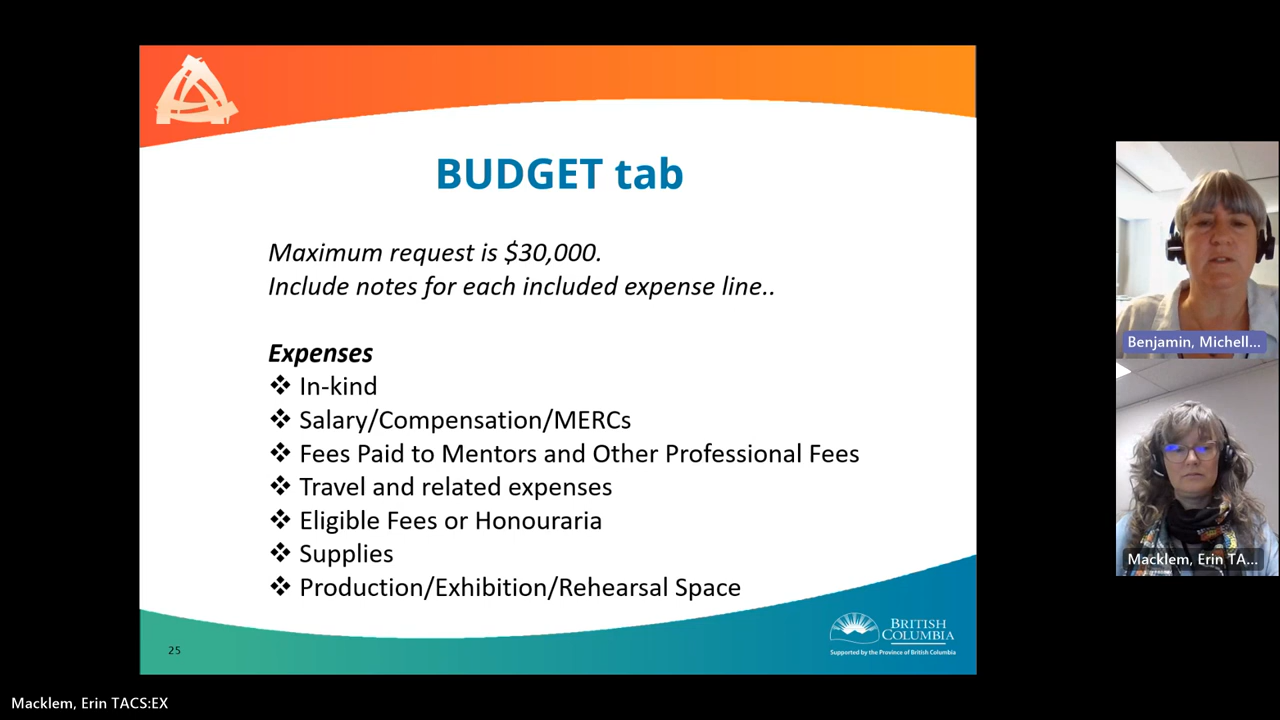 BUDGET tab
Maximum request is $30,000.
Include notes for each included expense line..
Expenses
❖ In-kind
❖ Salary/Compensation/MERCs
❖ Fees Paid to Mentors and Other Professional Fees
❖ Travel and related expenses
❖ Eligible Fees or Honouraria
❖ Supplies
❖ Production/Exhibition/Rehearsal Space
25
BRITISH
COLUMBIA
Supported by the Province of British Columbia
Benjamin, Michell...
Macklem, Erin TA...
Macklem, Erin TACS:EX